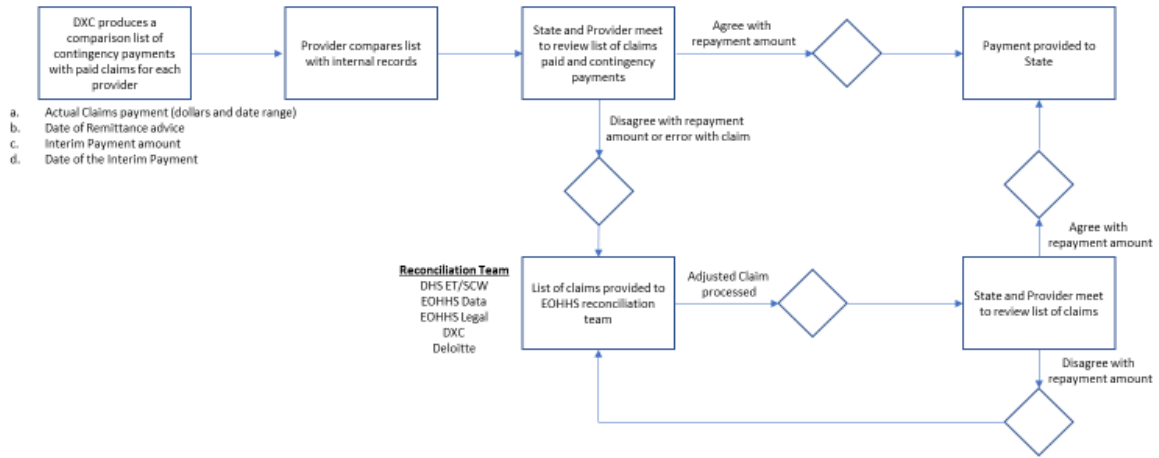 DXC produces a
comparison list of
contingency payments
with paid claims for each
provider
Provider compares list
with internal records
State and Provider meet
to review list of claims
paid and contingency
payments
Agree with
repayment amount
Payment provided to
State
a. Actual Claims payment (dollars and date range)
b. Date of Remittance advice
c. Interim Payment amount
d. Date of the Interim Payment
Disagree with repayment
amount or error with claim
Reconciliation Team
DHS ET/SCW
EOHHS Data
EOHHS Legal
DXC
Deloitte
List of claims provided to
EOHHS reconciliation
team
Adjusted Claim
processed
State and Provider meet
to review list of claims
Agree with
repayment amount
Disagree with
repayment amount